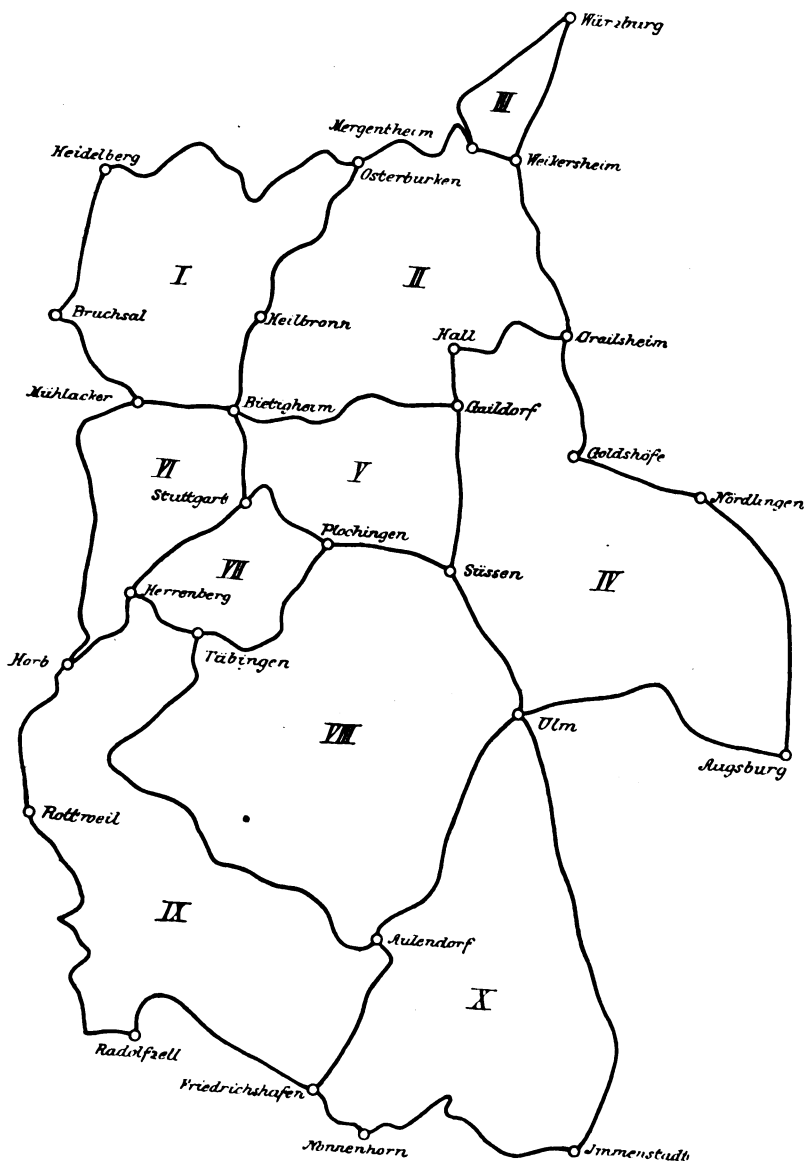 Würzburg
III
Mergentheim
Heidelberg
Osterburken
Weikersheim
I
II
Bruchsal
Heilbronn
Hall
Crailsheim
Mühlacker
Bietigheim
Gaildorf
VI
V
Goldshöfe
Stuttgart
Nördlingen
Plochingen
VII
Süssen
IV
Herrenberg
Horb
Tübingen
VIII
Ulm
Augsburg
Rottweil
IX
Aulendorf
X
Radolfzell
Friedrichshafen
Nonnenhorn
Immenstadt